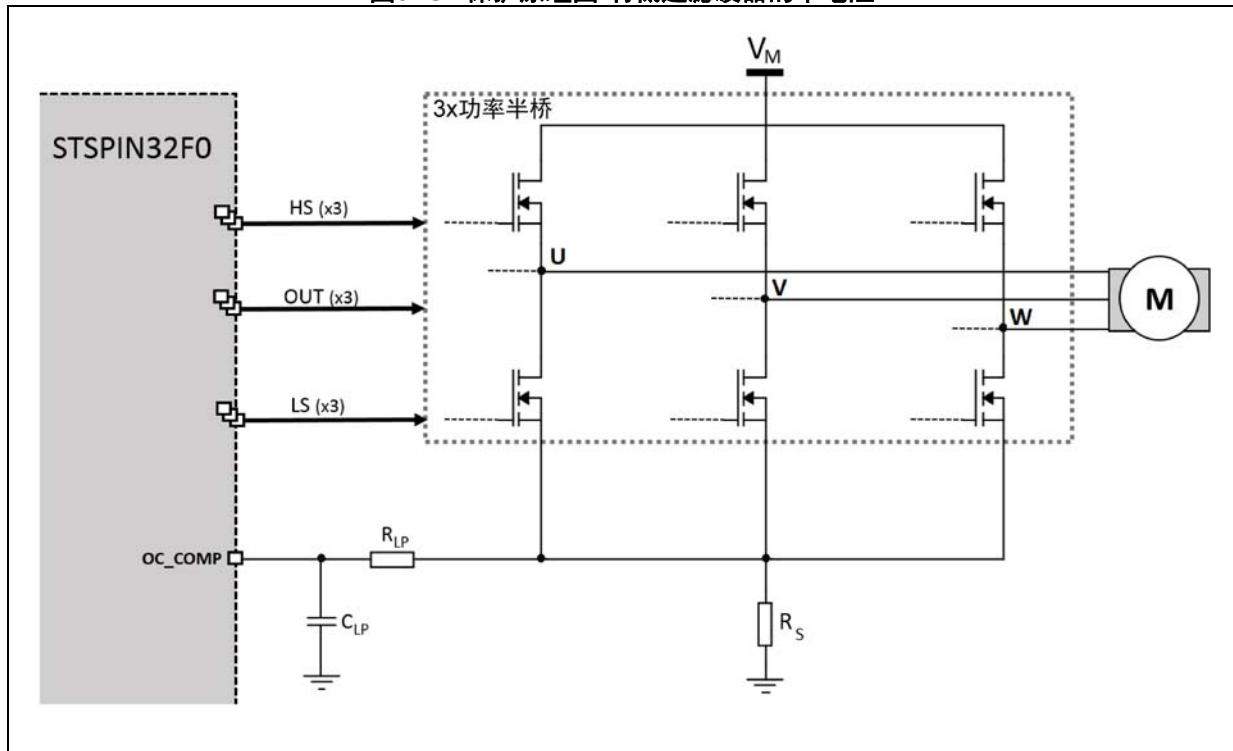 V_M
3x功率半桥
STSPIN32F0
HS (x3)
U
OUT (x3)
V
M
W
LS (x3)
R_LP
OC_COMP
C_LP
R_S